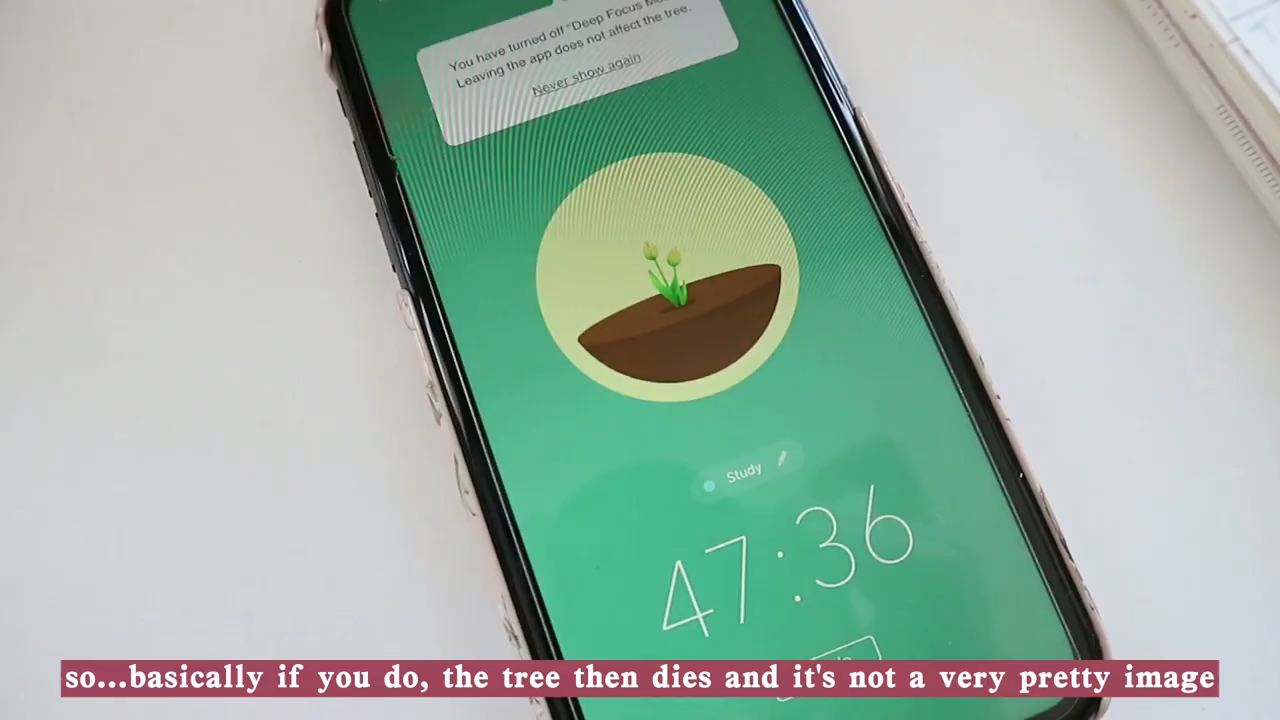 You have turned off "Deep Focus
Leaving the app does not affect the tree.
Never show again
Study
47:36
so...basically if you do, the tree then dies and it's not a very pretty image